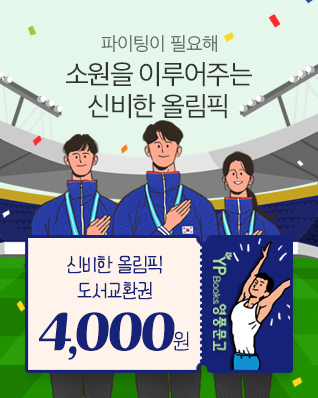 파이팅이 필요해
소원을 이루어주는
신비한 올림픽
신비한 올림픽
도서교환권
4,000원
YP Books 영풍문고